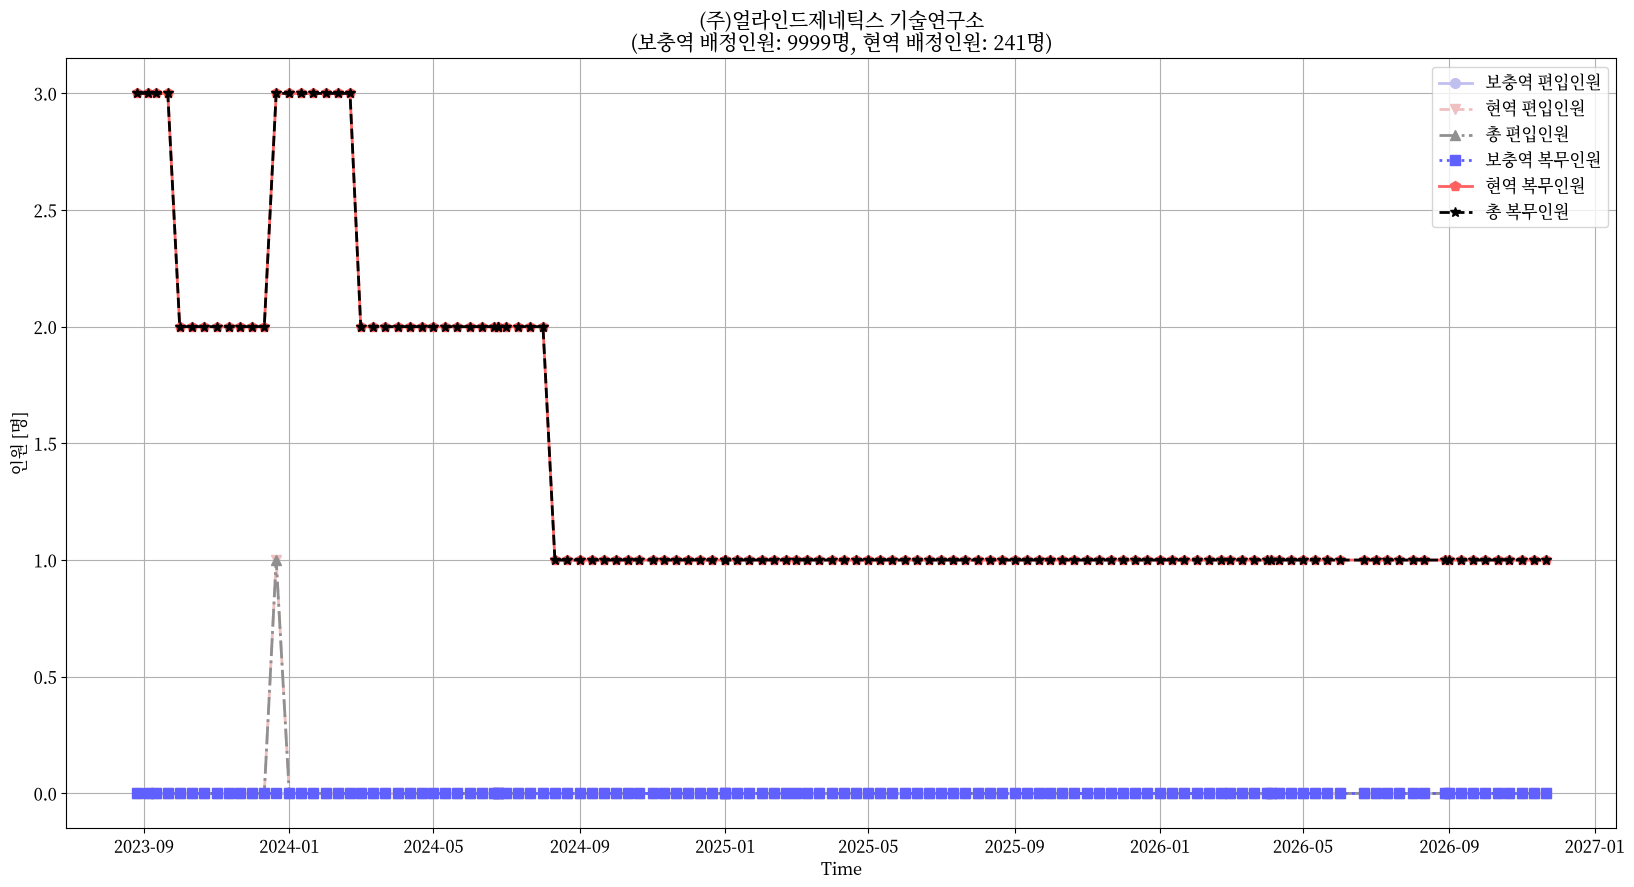 (주)얼라인드제네틱스 기술연구소
(보충역 배정인원: 9999명, 현역 배정인원: 241명)
보충역 편입인원
현역 편입인원
총 편입인원
보충역 복무인원
현역 복무인원
총 복무인원
인원 [명]
3.0
2.5
2.0
1.5
1.0
0.5
0.0
2023-09
2024-01
2024-05
2024-09
2025-01
2025-05
2025-09
2026-01
2026-05
2026-09
2027-01
Time